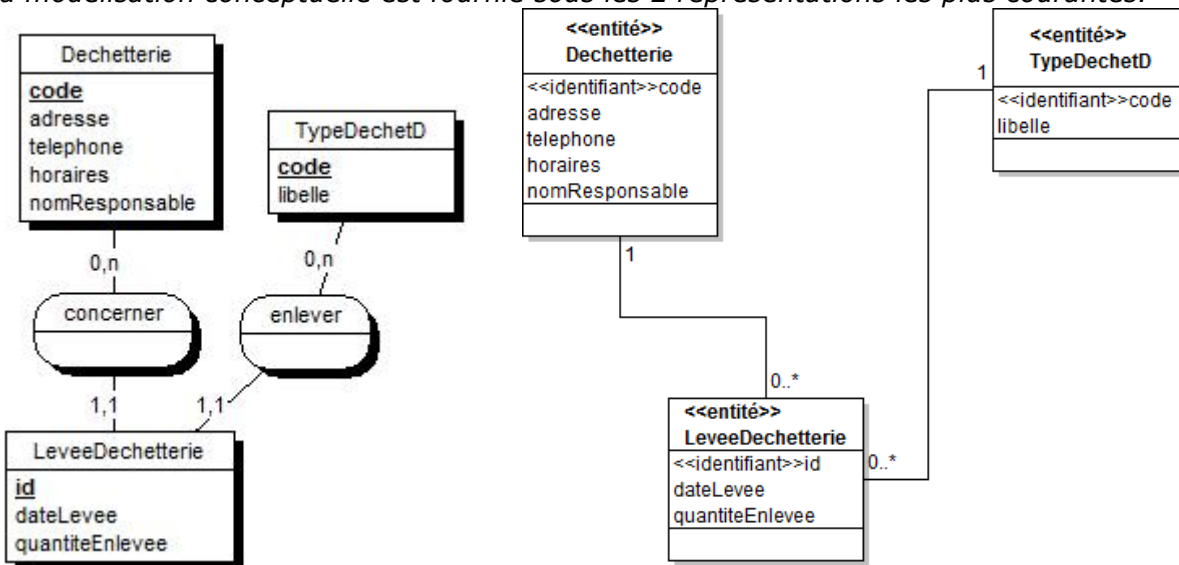 la modélisation conceptuelle est fournie sous les 2 représentations les plus courantes.
Dechetterie
code
adresse
telephone
horaires
nomResponsable
TypeDechetD
code
libelle
0,n
0,n
concerner
enlever
1,1
1,1
LeveeDechetterie
id
dateLevee
quantiteEnlevee
<<entité>>
Dechetterie
<<identifiant>>code
adresse
telephone
horaires
nomResponsable
1
<<entité>>
TypeDechetD
<<identifiant>>code
libelle
1
0..*
<<entité>>
LeveeDechetterie
<<identifiant>>id
dateLevee
quantiteEnlevee
0..*